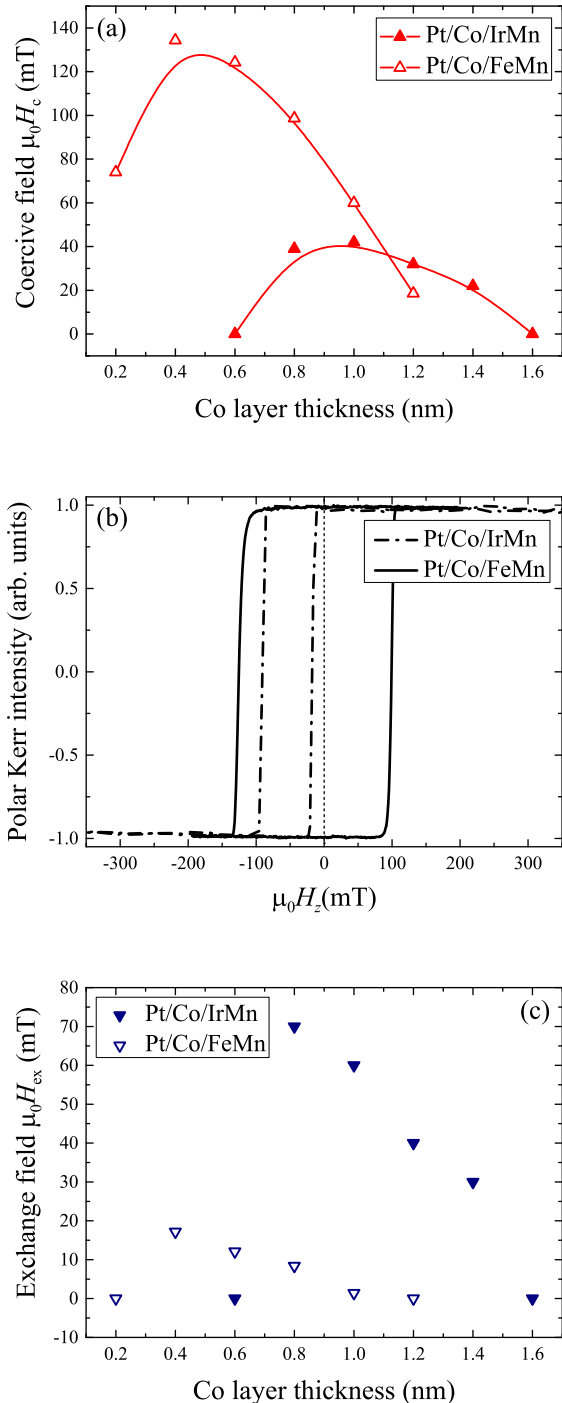 (a)
Pt/Co/IrMn
Pt/Co/FeMn
Coercive field μ₀Hc (mT)
140
120
100
80
60
40
20
0
0.2 0.4 0.6 0.8 1.0 1.2 1.4 1.6
Co layer thickness (nm)
(b)
Pt/Co/IrMn
Pt/Co/FeMn
Polar Kerr intensity (arb. units)
1.0
0.5
0.0
-0.5
-1.0
-300 -200 -100 0 100 200 300
μ₀Hz(mT)
(c)
Pt/Co/IrMn
Pt/Co/FeMn
Exchange field μ₀Hex (mT)
80
70
60
50
40
30
20
10
0
-10
0.2 0.4 0.6 0.8 1.0 1.2 1.4 1.6
Co layer thickness (nm)